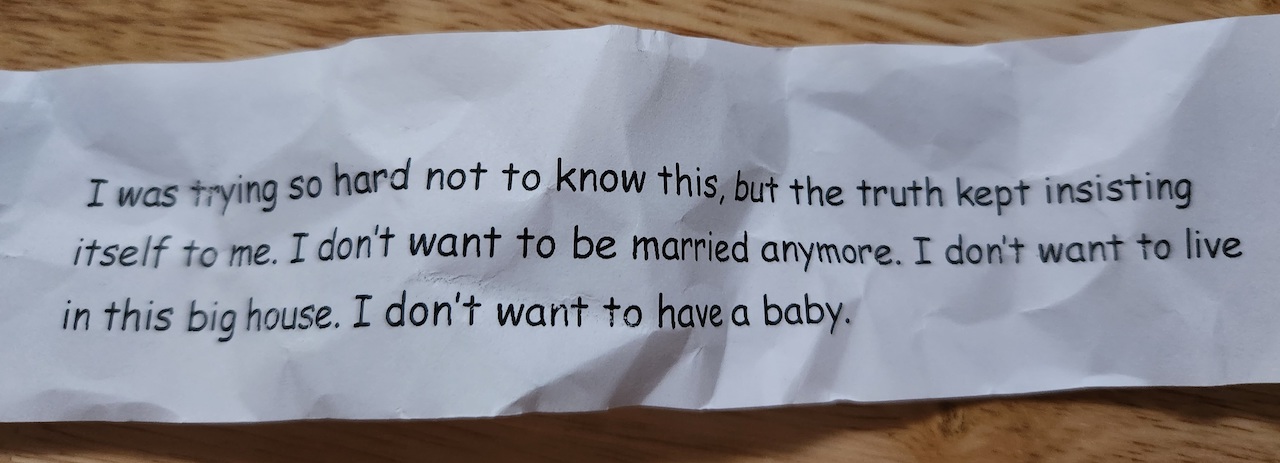 I was trying so hard not to know this, but the truth kept insisting
itself to me. I don't want to be married anymore. I don't want to live
in this big house. I don't want to have a baby.